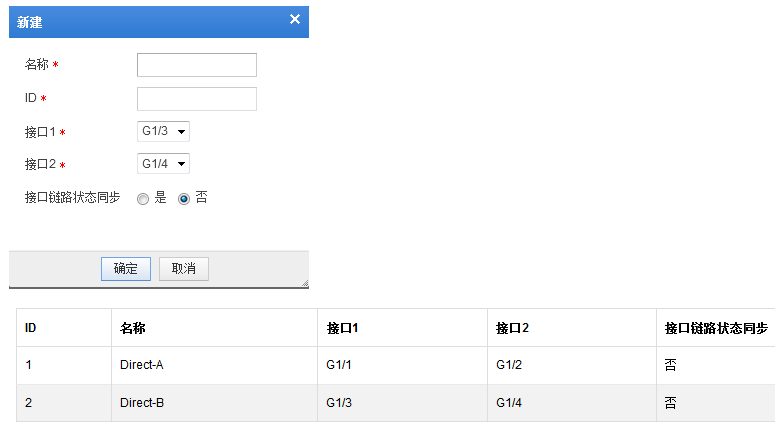 新建
名称 *
ID *
接口1 * G1/3
接口2 * G1/4
接口链路状态同步 是 否
确定 取消
ID 名称 接口1 接口2 接口链路状态同步
1 Direct-A G1/1 G1/2 否
2 Direct-B G1/3 G1/4 否